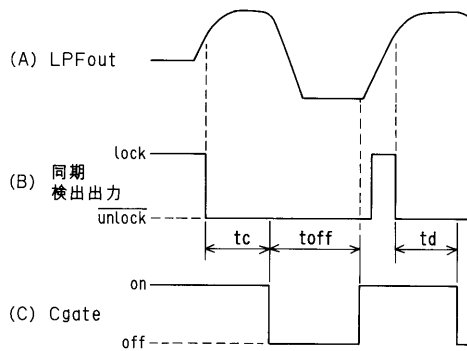 (A) LPFout
lock
(B) 同期
検出出力
unlock
tc
toff
td
on
(C) Cgate
off